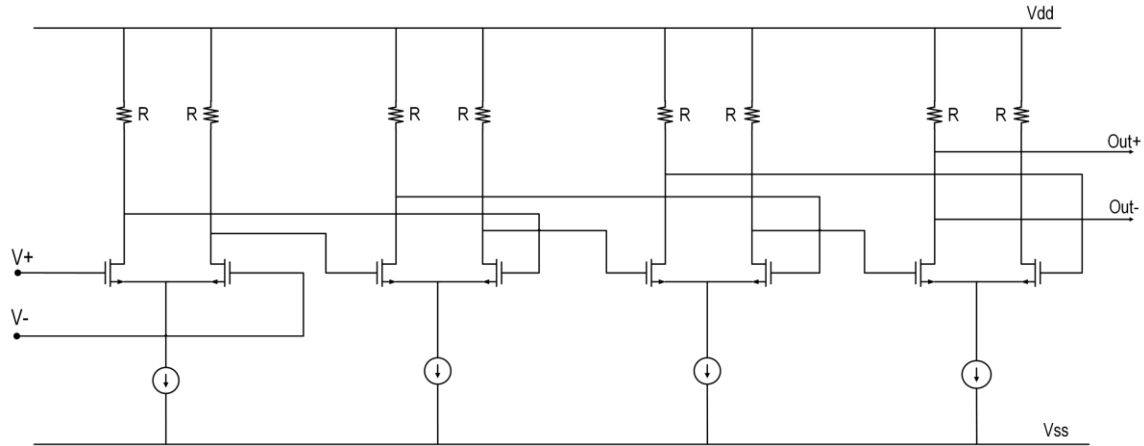 Vdd
R R R R R R R R
Out+
Out-
V+
V-
Vss